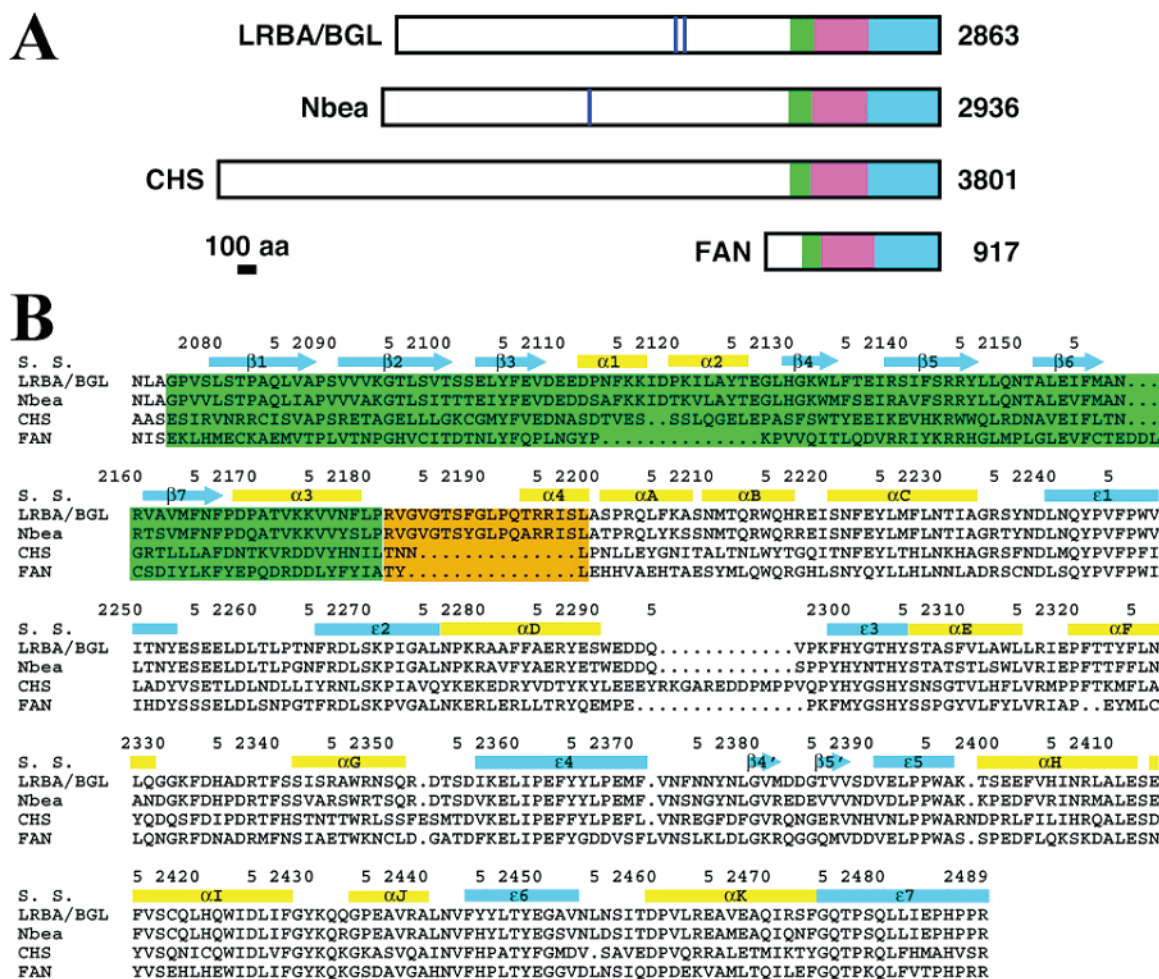 A
LRBA/BGL 2863
Nbea 2936
CHS 3801
100 aa
FAN 917
B
2080 5 2090 5 2100 5 2110 5 2120 5 2130 5 2140 5 2150 5
S. S. β1 β2 β3 α1 α2 β4 β5 β6
LRBA/BGL NLAGPVSLSTPAQLVAPSVVVKGTLSVTSSELYFEVDEEDPNFKKIDPKILAYTEGLHGKWLFTEIRSIFSRRYLLQNTALEIFMAN...
Nbea NLAGPVVLSTPAQLIAPVVVAKGTLSITTTEIYFEVDEDDSAFKKIDTKVLAYTEGLHGKWMFSEIRAVFSRRYLLQNTALEVFMAN...
CHS AASESIRVNRRCISVAPSRETAGELLLGKCGMYFVEDNASDTVES..SSLQGELEPASFSWTYEEIKEVHKRWWQLRDNAVEIFLTN...
FAN NISEKLHMECKAEMVTPLVTNPGHVCITDTNLYFQPLNGYP.............KPVVQITLQDVRRIYKRRHGLMPLGLEVFCTEDDL
2160 5 2170 5 2180 5 2190 5 2200 5 2210 5 2220 5 2230 5 2240 5
S. S. β7 α3 α4 αA αB αC ε1
LRBA/BGL RVAVMFNFPDPATVKKVVNFLPRVGVGTSFGLPQTRRISLASPRQLFKASNMTQRWQHREISNFEYLMFLNTIAGRSYNDLNQYPVFPWV
Nbea RTSVMFNFPDQATVKKVVYSLPRVGVGTSYGLPQARRISLATPRQLYKSSNMTQRWQRREISNFEYLMFLNTIAGRTYNDLNQYPVFPWV
CHS GRTLLLAFDNTKVRDDVYHNILTNN............LPNLLEYGNITALTNLWYTGQITNFEYLTHLNKHAGRSFNDLMQYPVFPFI
FAN CSDIYLKFYEPQDRDDLYFYIATY..............LEHHVAEHTAESYMLQWQRGHLSNYQYLLHLNNLADRSCNDLSQYPVFPWI
2250 5 2260 5 2270 5 2280 5 2290 5 2300 5 2310 5 2320 5
S. S. ε2 αD ε3 αE αF
LRBA/BGL ITNYESEELDLTLPTNFRDLSKPIGALNPKRAAFFAERYESWEDDQ............VPKFHYGTHYSTASFTLAWLLRIEPFTTYFLN
Nbea LTNYESEELDLTLPGNFRDLSKPIGALNPKRAVFYAERYETWEDDQ............SPPYHYNTHYSTATSTLSWLVRIEPFTTFFLN
CHS LADYVSETLDLNDLLIYRNLSKPIAVQYKEKEDRYVDTYKYLEEEYRKGAREDDPMPPVQPYHYGSHYSNSGTVLHFLVRMPPFTKMFLA
FAN IHDYSSSELDLSNPGTFRDLSKPVGALNKERLERLLTRYQEMPE..............PKFMYGSHYSSPGYVLFYLVRIAP..EYMLC
2330 5 2340 5 2350 5 2360 5 2370 5 2380 5 2390 5 2400 5 2410
S. S. αG ε4 β4′ β5′ ε5 αH
LRBA/BGL LQGGKFDHADRTFSSISRAWRNSQR.DTSDIKELIPEFYYLPEMF.VNFNNYNLGVMDDGTVVSDVELPPWAK.TSEEFVHINRLALESE
Nbea ANDGKFDHPDRTFSSVARSWRTSQR.DTSDVKELIPEFYYLPEMF.VNSNGYNLGVREDEVVVNDVDLPPWAK.KPEDFVRINRMALESE
CHS YQDQSFDIPDRTFHSTNTTWRLSSFESMTDVKELIPEFFYLPEFL.VNREGFDFGVRQNGERVNHVNLPPWARNDPRLFILIHRQALESD
FAN LQNGRFDNADRMFNSIAETWKNCLD.GATDFKELIPEFYGDDVSFLVNSLKLDLGKRQGGQMVDDVELPPWAS.SPEDFLQKSKDALESN
5 2420 5 2430 5 2440 5 2450 5 2460 5 2470 5 2480 2489
S. S. αI αJ ε6 αK ε7
LRBA/BGL FVSCQLHQWIDLIFGYKQQGPEAVRALNVFYYLTYEGAVNLNSITDPVLREAVEAQIRSFGQTPSQLLIEPHPPR
Nbea FVSCQLHQWIDLIFGYKQRGPEAVRALNVFHYLTYEGSVNLDSITDPVLREAMEAQIQNFGQTPSQLLIEPHPPR
CHS YVSQNICQWIDLVFGYKQKGKASVQAINVFHPATYFGMDV.SAVEDPVQRRALETMIKTYGQTPRQLFHMAHVSR
FAN YVSEHLHEWIDLIFGYKQKGSDAVGAHNVFHPLTYEGGVDLNSIQDPDEKVAMLTQILEFGQTPKQLFVTPHPRR